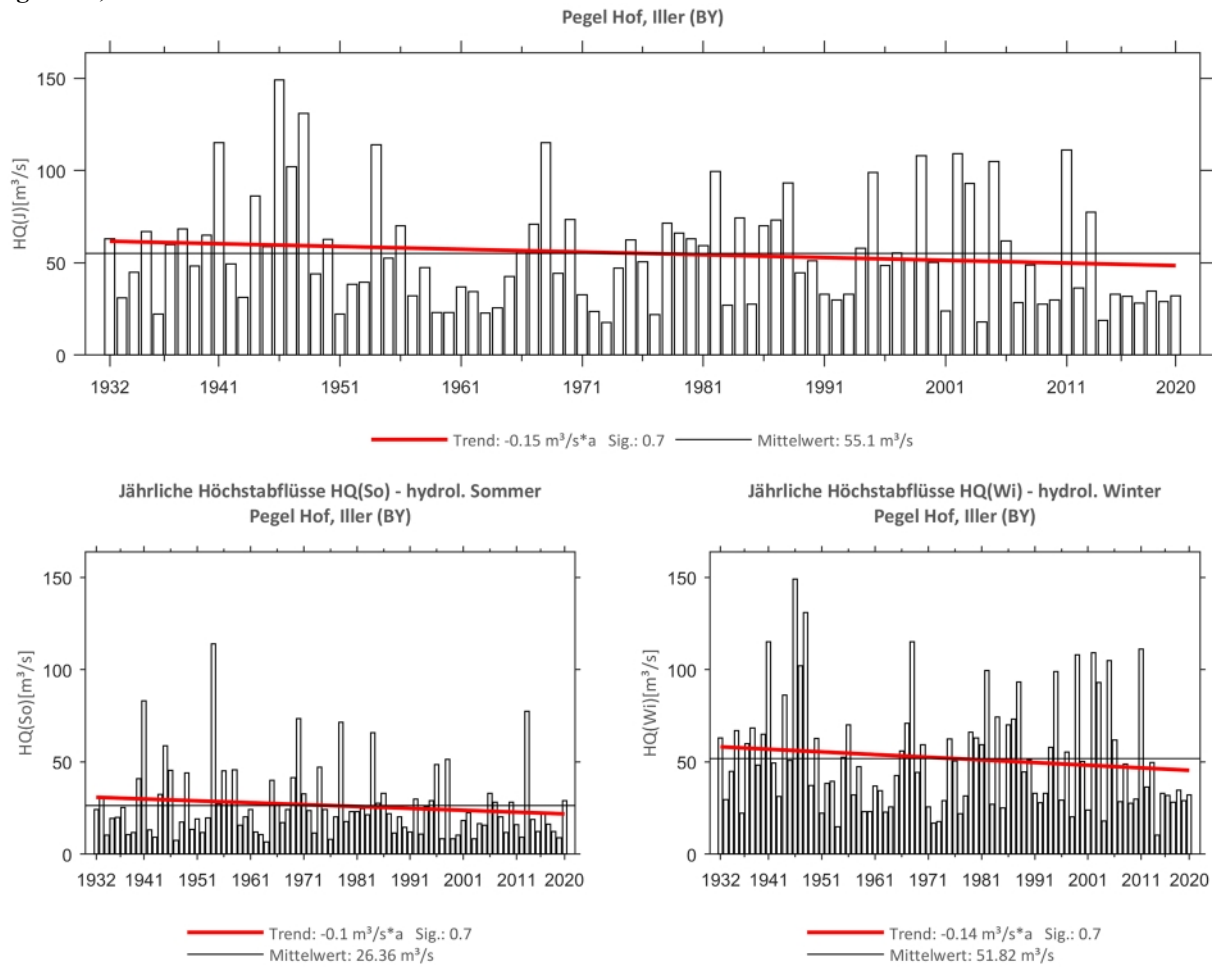 Pegel Hof, Iller (BY)
HQ(J)[m³/s]
150
100
50
0
1932 1941 1951 1961 1971 1981 1991 2001 2011 2020
Trend: -0.15 m³/s*a Sig.: 0.7 Mittelwert: 55.1 m³/s
Jährliche Höchstabflüsse HQ(So) - hydrol. Sommer
Pegel Hof, Iller (BY)
HQ(So)[m³/s]
150
100
50
0
1932 1941 1951 1961 1971 1981 1991 2001 2011 2020
Trend: -0.1 m³/s*a Sig.: 0.7
Mittelwert: 26.36 m³/s
Jährliche Höchstabflüsse HQ(Wi) - hydrol. Winter
Pegel Hof, Iller (BY)
HQ(Wi)[m³/s]
150
100
50
0
1932 1941 1951 1961 1971 1981 1991 2001 2011 2020
Trend: -0.14 m³/s*a Sig.: 0.7
Mittelwert: 51.82 m³/s